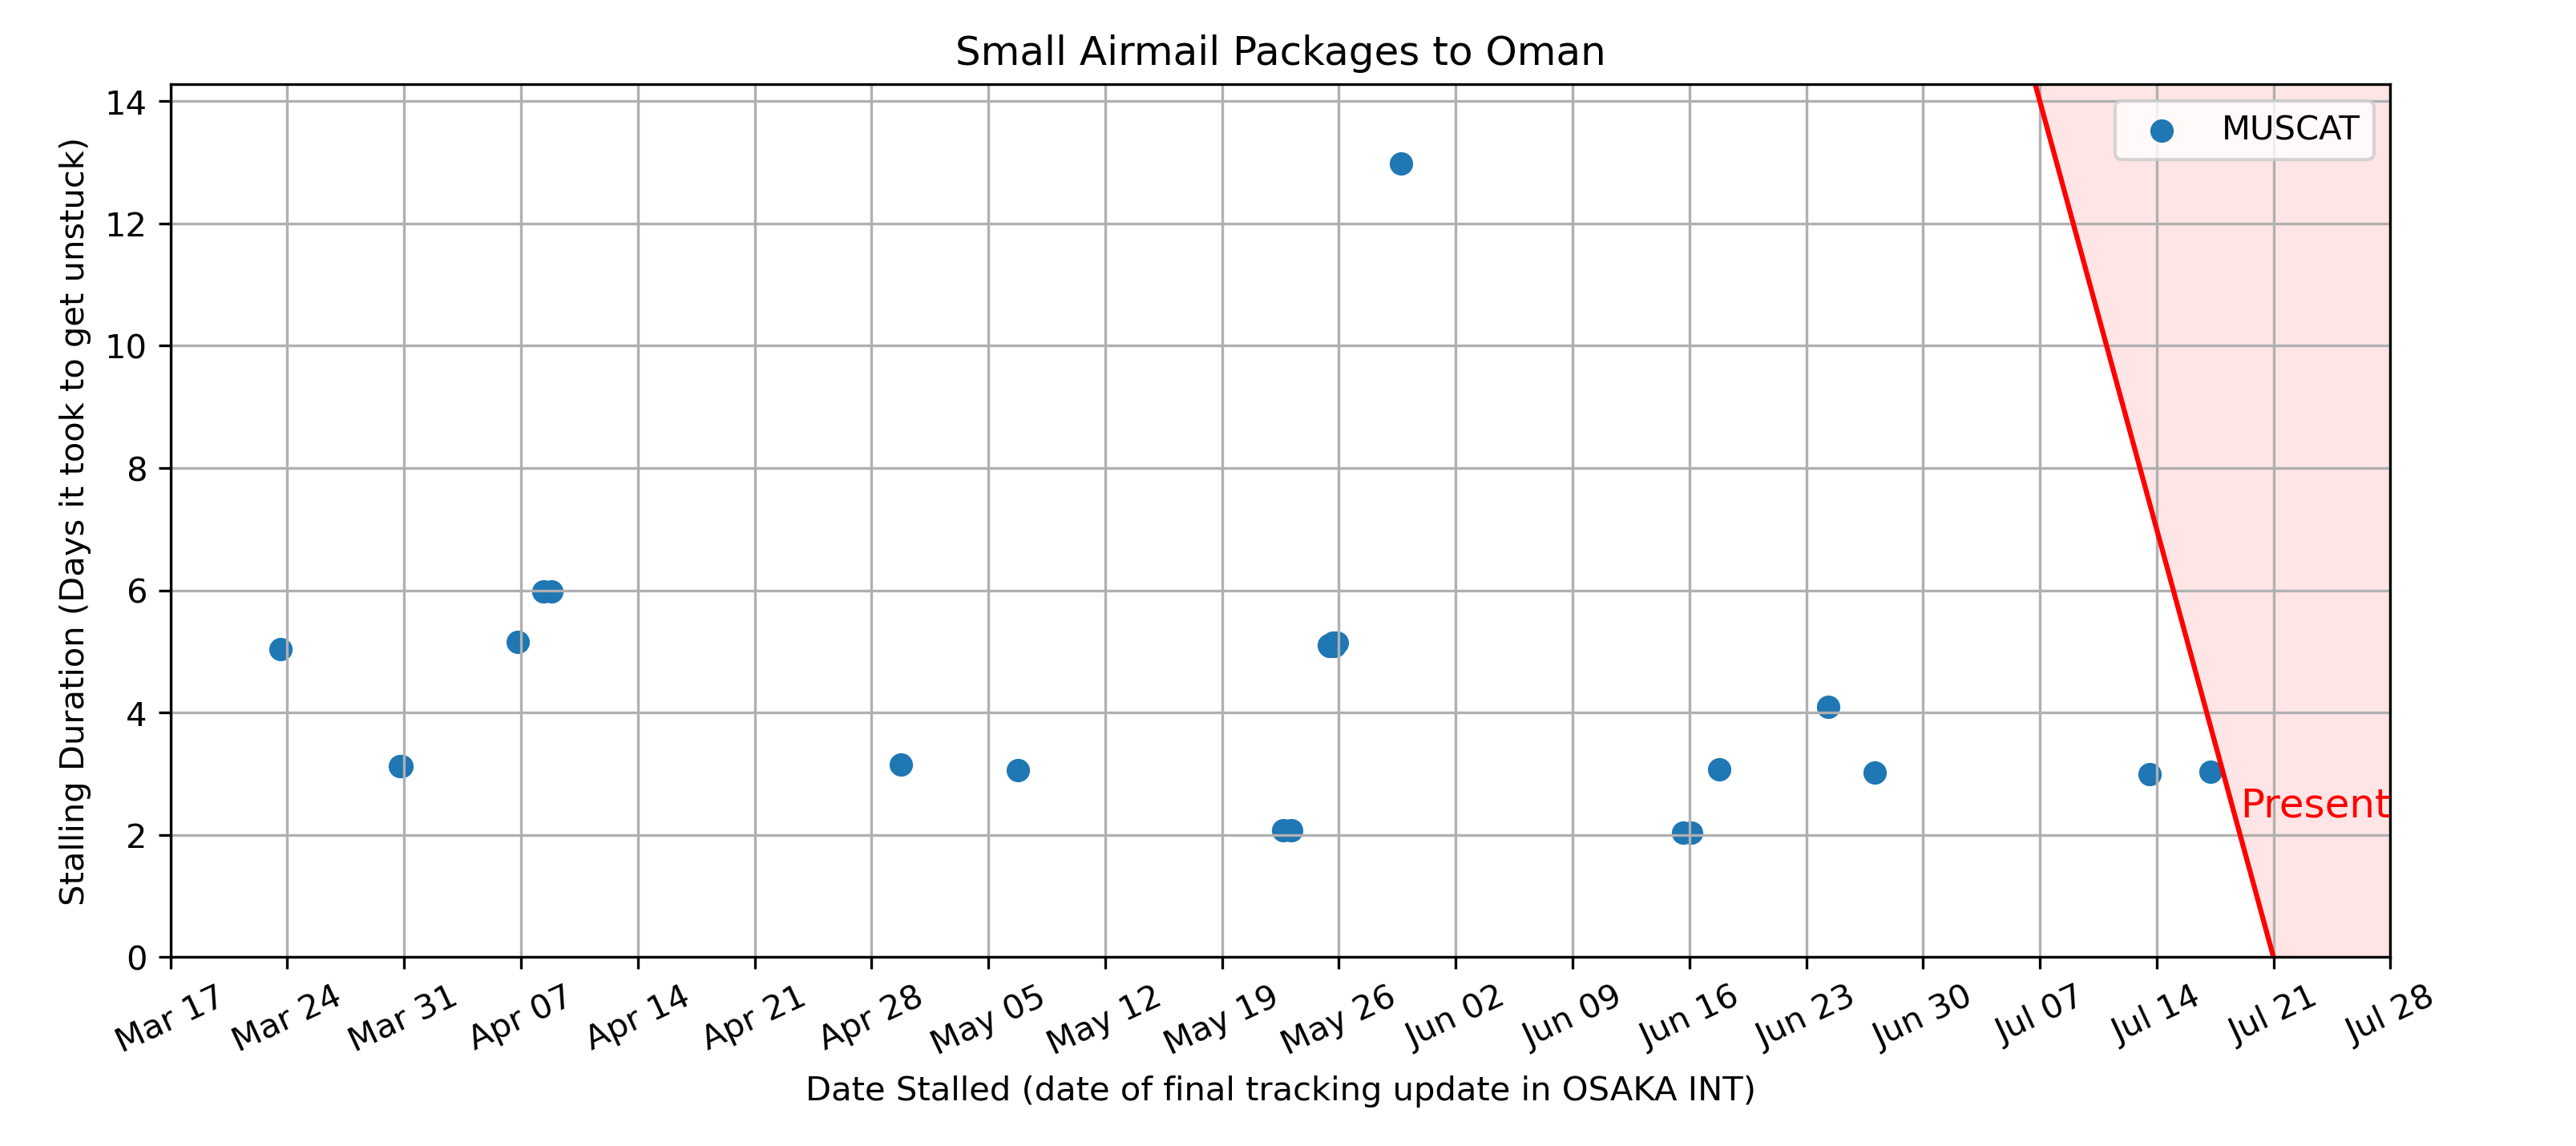 Small Airmail Packages to Oman
MUSCAT
Stalling Duration (Days it took to get unstuck)
14
12
10
8
6
4
2
0
Present
Mar 17
Mar 24
Mar 31
Apr 07
Apr 14
Apr 21
Apr 28
May 05
May 12
May 19
May 26
Jun 02
Jun 09
Jun 16
Jun 23
Jun 30
Jul 07
Jul 14
Jul 21
Jul 28
Date Stalled (date of final tracking update in OSAKA INT)